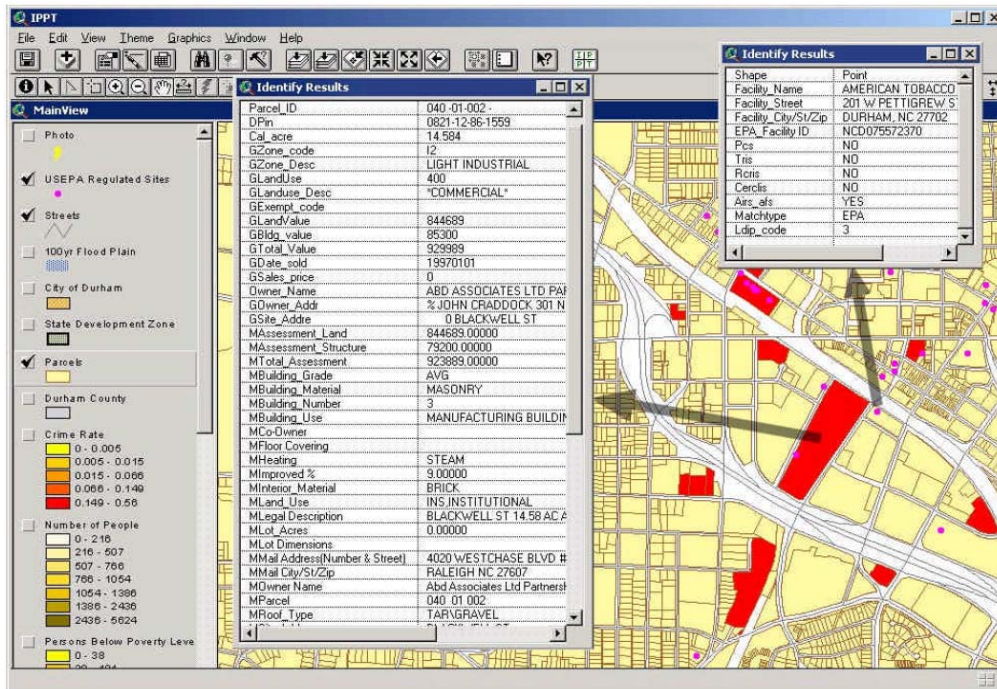 IPPT
File Edit View Theme Graphics Window Help
MainView
Photo
USEPA Regulated Sites
Streets
100yr Flood Plain
City of Durham
State Development Zone
Parcels
Durham County
Crime Rate
0 - 0.005
0.005 - 0.015
0.015 - 0.066
0.066 - 0.149
0.149 - 0.56
Number of People
0 - 216
216 - 507
507 - 766
766 - 1054
1054 - 1386
1386 - 2436
2436 - 5624
Persons Below Poverty Leve
0 - 38
Identify Results
Parcel_ID 040 -01-002 -
DPin 0821-12-86-1559
Cal_acre 14.584
GZone_code I2
GZone_Desc LIGHT INDUSTRIAL
GLandUse 400
GLanduse_Desc *COMMERCIAL*
GExempt_code
GLandValue 844689
GBldg_value 85300
GTotal_Value 929989
GDate_sold 19970101
GSales_price 0
Owner_Name ABD ASSOCIATES LTD PAR
GOwner_Addr % JOHN CRADDOCK 301 N
GSite_Addre 0 BLACKWELL ST
MAssessment_Land 844689.00000
MAssessment_Structure 79200.00000
MTotal_Assessment 923889.00000
MBuilding_Grade AVG
MBuilding_Material MASONRY
MBuilding_Number 3
MBuilding_Use MANUFACTURING BUILDIN
MCo-Owner
MFloor Covering
MHeating STEAM
MImproved % 9.00000
MInterior_Material BRICK
MLand_Use INS,INSTITUTIONAL
MLegal Description BLACKWELL ST 14.58 AC A
MLot_Acres 0.00000
MLot Dimensions
MMail Address(Number & Street) 4020 WESTCHASE BLVD #
MMail City/St/Zip RALEIGH NC 27607
MOwner Name Abd Associates Ltd Partnersh
MParcel 040 01 002
MRoof_Type TAR\GRAVEL
Identify Results
Shape Point
Facility_Name AMERICAN TOBACCO
Facility_Street 201 W PETTIGREW S
Facility_City/St/Zip DURHAM, NC 27702
EPA_Facility ID NCD075572370
Pcs NO
Tris NO
Rcris NO
Cerclis NO
Airs_afs YES
Matchtype EPA
Ldip_code 3